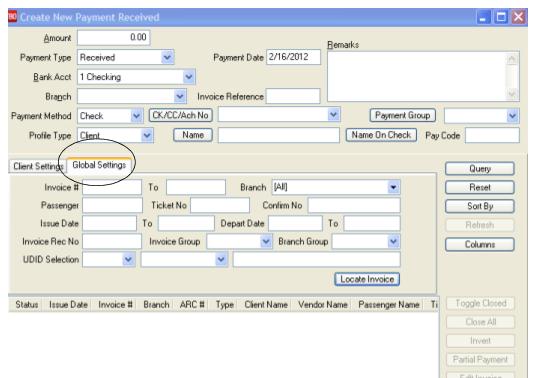 Create New Payment Received
Amount 0.00
Remarks
Payment Type Received Payment Date 2/16/2012
Bank Acct 1 Checking
Branch Invoice Reference
Payment Method Check CK/CC/Ach No Payment Group
Profile Type Client Name Name On Check Pay Code
Client Settings Global Settings
Query
Invoice # To Branch [All] Reset
Passenger Ticket No Confirm No Sort By
Issue Date To Depart Date To Refresh
Invoice Rec No Invoice Group Branch Group Columns
UDID Selection
Locate Invoice
Status Issue Date Invoice # Branch ARC # Type Client Name Vendor Name Passenger Name Ti Toggle Closed
Close All
Invert
Partial Payment
Edit Invoice